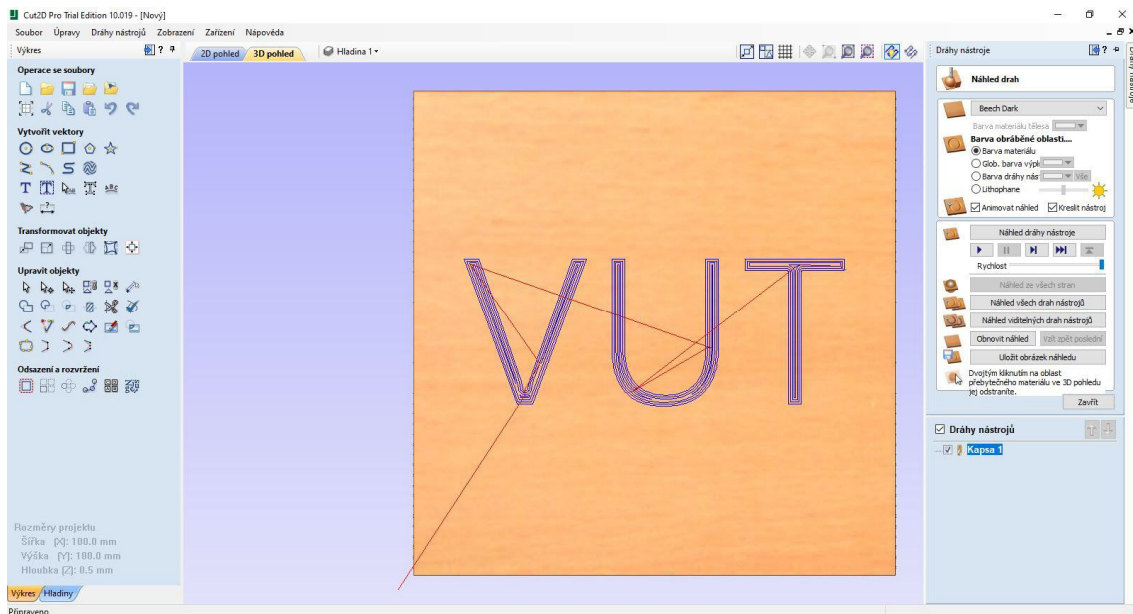 Cut2D Pro Trial Edition 10.019 - [Nový]
Soubor Úpravy Dráhy nástrojů Zobrazení Zařízení Nápověda
Výkres
Operace se soubory
Vytvořit vektory
Transformovat objekty
Upravit objekty
Odsazení a rozvržení
Rozměry projektu
Šířka (X): 100.0 mm
Výška (Y): 100.0 mm
Hloubka (Z): 0.5 mm
Výkres Hladiny
Připraveno
2D pohled 3D pohled Hladina 1
VUT
Dráhy nástroje
Náhled drah
Beech Dark
Barva materiálu tělesa
Barva obráběné oblasti....
Barva materiálu
Glob. barva výpl
Barva dráhy nás Vše
Lithophane
Animovat náhled Kreslit nástroj
Náhled dráhy nástroje
Rychlost
Náhled ze všech stran
Náhled všech drah nástrojů
Náhled viditelných drah nástrojů
Obnovit náhled Vzít zpět poslední
Uložit obrázek náhledu
Dvojtým kliknutím na oblast
přebytečného materiálu ve 3D pohledu
jej odstraníte.
Zavřít
Dráhy nástrojů
Kapsa 1
Dráhy nástroje